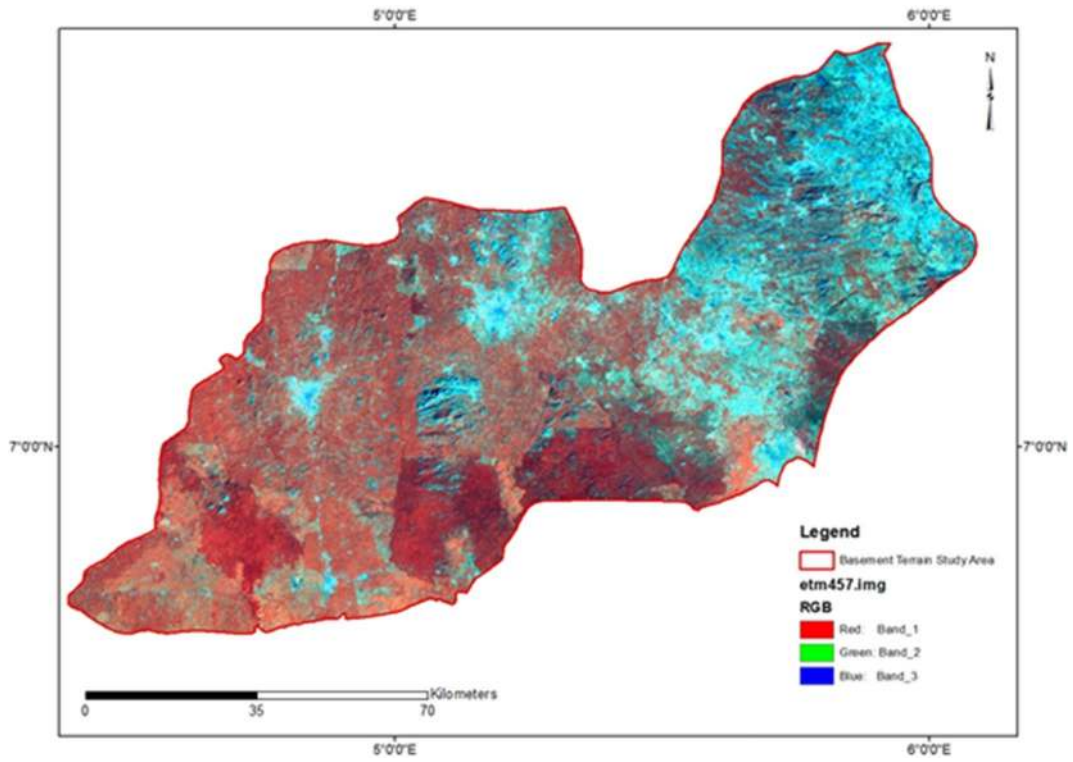 5°0'0"E 6°0'0"E
N
7°0'0"N 7°0'0"N
Legend
Basement Terrain Study Area
etm457.img
RGB
Red: Band_1
Green: Band_2
Blue: Band_3
Kilometers
0 35 70
5°0'0"E 6°0'0"E